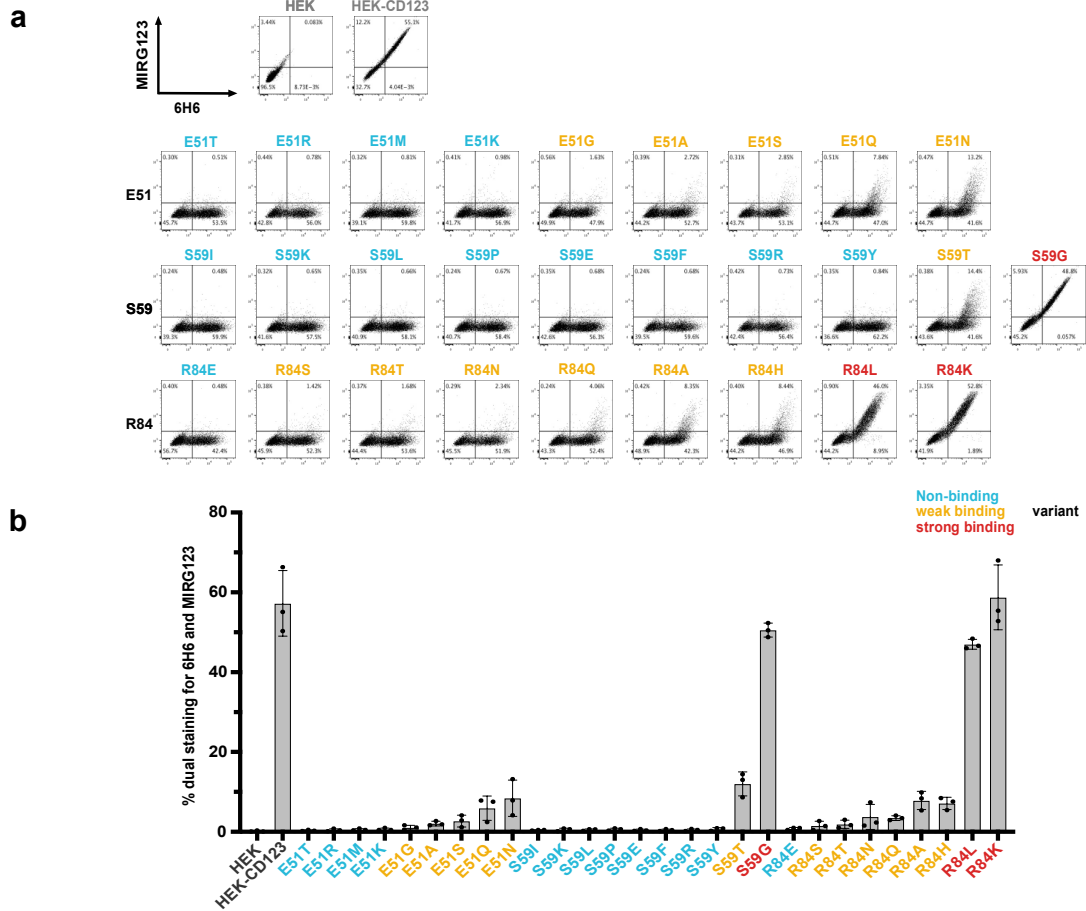 a
HEK HEK-CD123
MIRG123
3.44% 0.083% 12.2% 55.1%
96.5% 8.73E-3% 32.7% 4.04E-3%
6H6
E51T E51R E51M E51K E51G E51A E51S E51Q E51N
0.30% 0.51% 0.44% 0.78% 0.32% 0.81% 0.41% 0.98% 0.56% 1.63% 0.39% 2.72% 0.31% 2.85% 0.51% 7.84% 0.47% 13.2%
E51
45.7% 53.5% 42.8% 56.0% 39.1% 59.8% 41.7% 56.9% 49.9% 47.9% 44.2% 52.7% 43.7% 53.1% 44.7% 47.0% 44.7% 41.6%
S59I S59K S59L S59P S59E S59F S59R S59Y S59T S59G
0.24% 0.48% 0.32% 0.65% 0.35% 0.66% 0.24% 0.67% 0.35% 0.68% 0.24% 0.68% 0.42% 0.73% 0.35% 0.84% 0.38% 14.4% 5.93% 48.8%
S59
39.3% 59.9% 41.6% 57.5% 40.9% 58.1% 40.7% 58.4% 42.6% 56.3% 39.5% 59.6% 42.4% 56.4% 36.6% 62.2% 41.6% 41.6% 45.2% 0.057%
R84E R84S R84T R84N R84Q R84A R84H R84L R84K
0.40% 0.48% 0.38% 1.42% 0.37% 1.68% 0.29% 2.34% 0.24% 4.06% 0.42% 8.35% 0.40% 8.44% 0.90% 46.0% 3.35% 52.8%
R84
56.7% 42.4% 45.9% 52.3% 44.4% 53.6% 45.5% 51.9% 43.3% 52.4% 48.9% 42.3% 44.2% 46.9% 44.2% 8.95% 41.9% 1.89%
b
Non-binding
weak binding variant
strong binding
% dual staining for 6H6 and MIRG123
80
60
40
20
0
HEK HEK-CD123 E51T E51R E51M E51K E51G E51A E51S E51Q E51N S59I S59K S59L S59P S59E S59F S59R S59Y S59T S59G R84E R84S R84T R84N R84Q R84A R84H R84L R84K